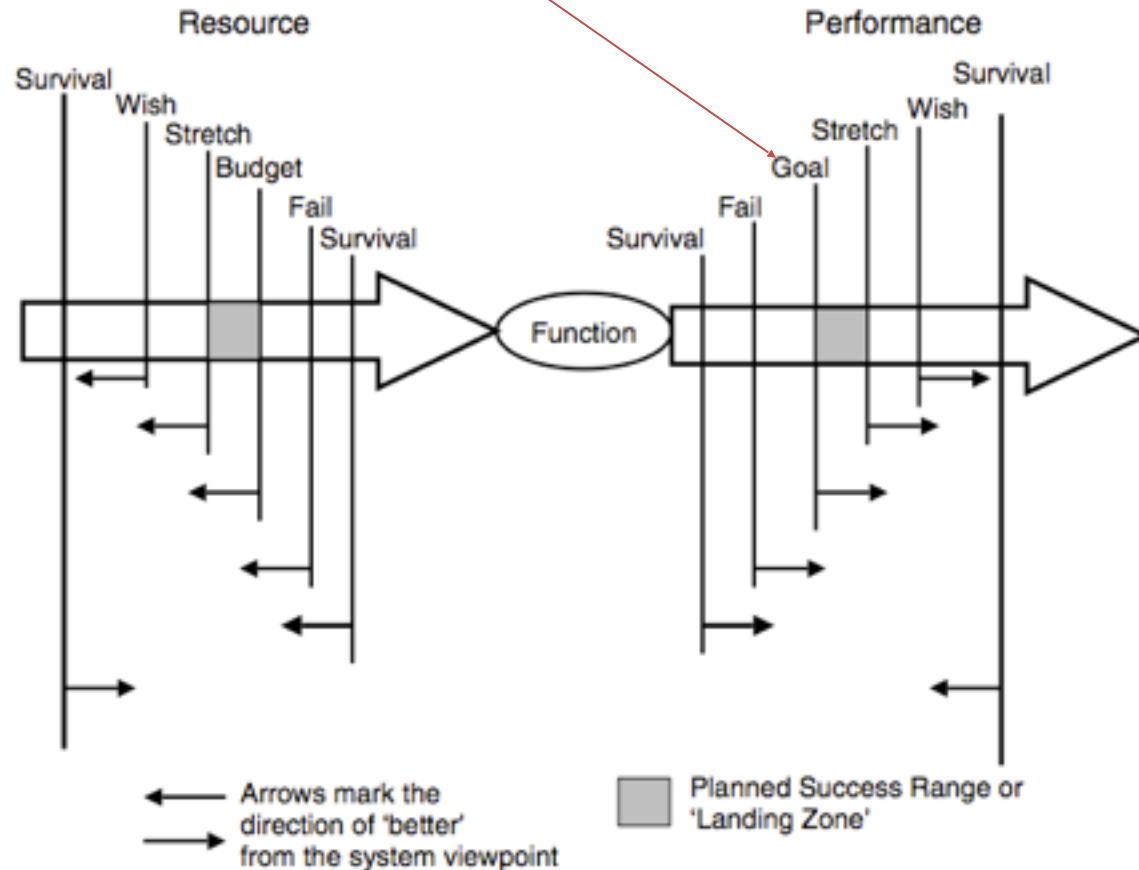 Resource
Performance
Survival
Wish
Stretch
Budget
Fail
Survival
Function
Survival
Fail
Goal
Stretch
Wish
Survival
Arrows mark the
direction of 'better'
from the system viewpoint
Planned Success Range or
'Landing Zone'